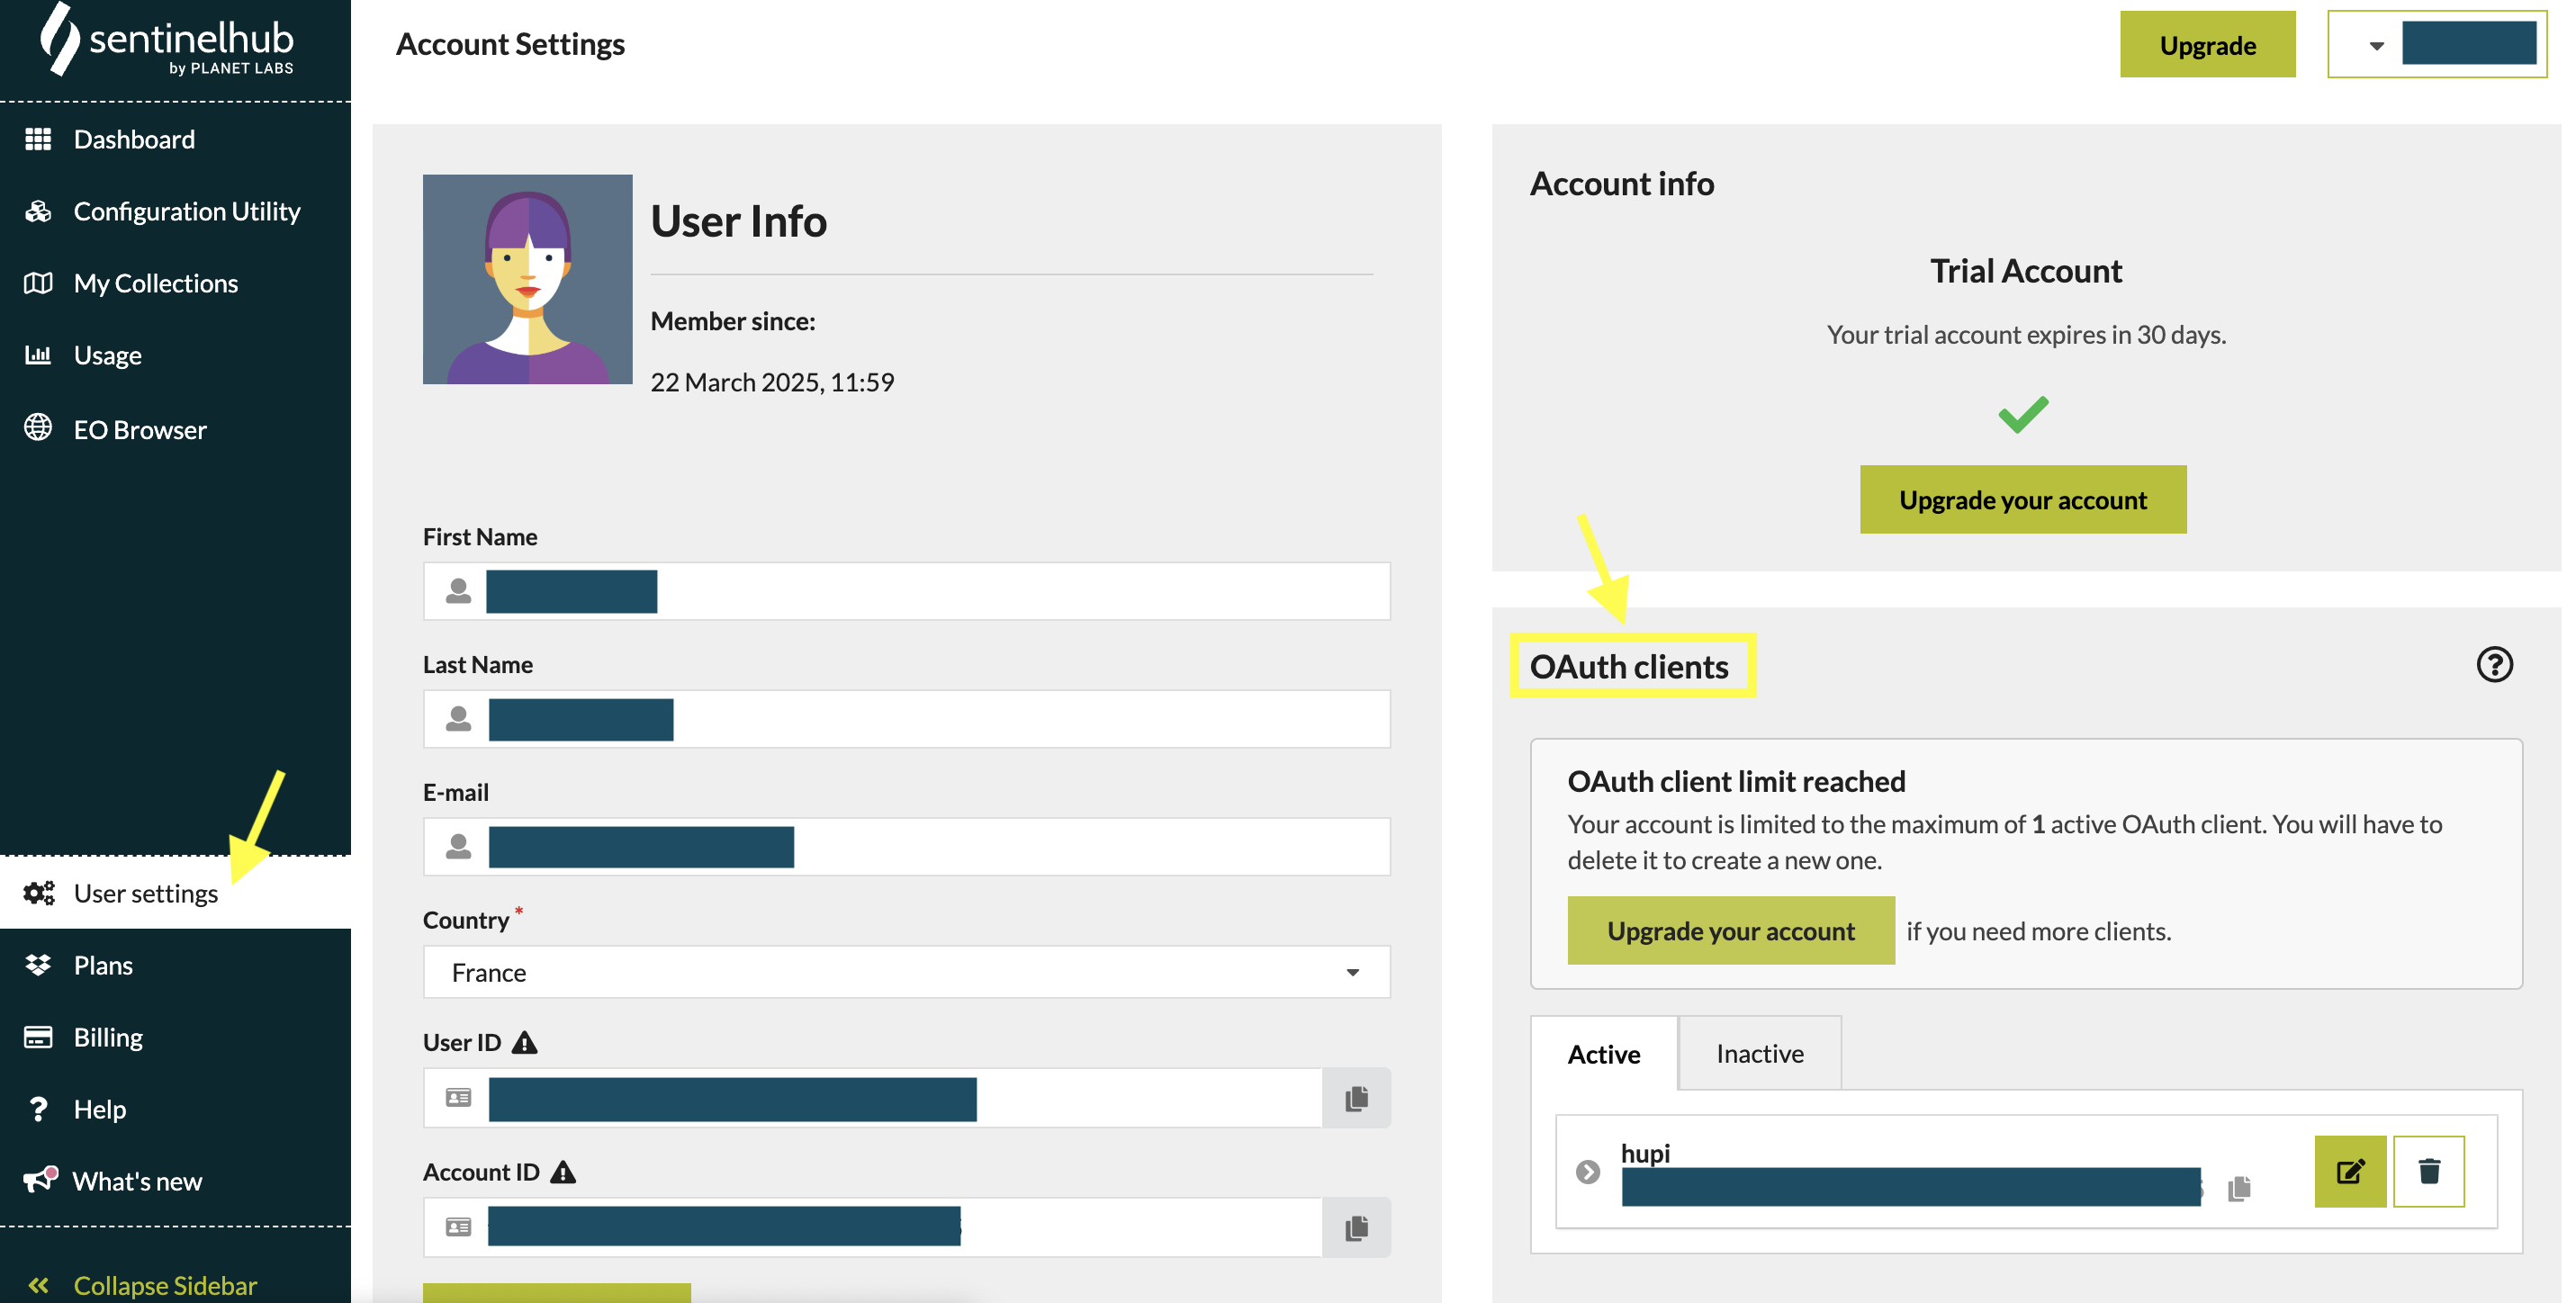 sentinelhub
by PLANET LABS
Dashboard
Configuration Utility
My Collections
Usage
EO Browser
User settings
Plans
Billing
Help
What's new
Collapse Sidebar
Account Settings
Upgrade
User Info
Member since:
22 March 2025, 11:59
First Name
Last Name
E-mail
Country *
France
User ID
Account ID
Account info
Trial Account
Your trial account expires in 30 days.
Upgrade your account
OAuth clients
OAuth client limit reached
Your account is limited to the maximum of 1 active OAuth client. You will have to
delete it to create a new one.
Upgrade your account if you need more clients.
Active Inactive
hupi